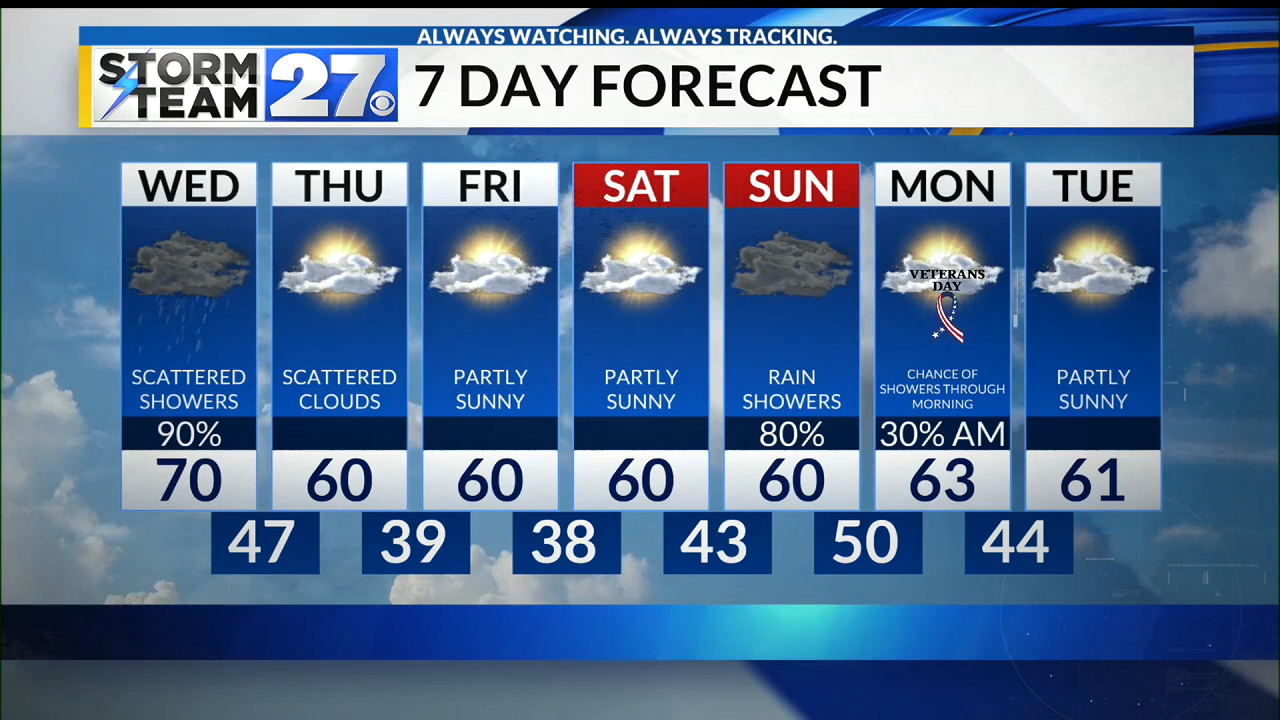 ALWAYS WATCHING. ALWAYS TRACKING.
STORM
TEAM
27
7 DAY FORECAST
WED
THU
FRI
SAT
SUN
MON
TUE
VETERANS
DAY
SCATTERED
SHOWERS
SCATTERED
CLOUDS
PARTLY
SUNNY
PARTLY
SUNNY
RAIN
SHOWERS
CHANCE OF
SHOWERS THROUGH
MORNING
PARTLY
SUNNY
90%
80%
30% AM
70
60
60
60
60
63
61
47
39
38
43
50
44